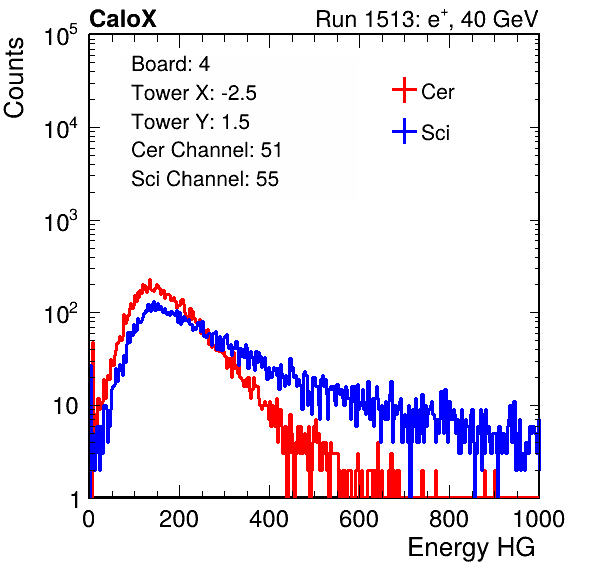 CaloX Run 1513: e⁺, 40 GeV
Counts
Board: 4
Tower X: -2.5
Tower Y: 1.5
Cer Channel: 51
Sci Channel: 55
Cer
Sci
10⁵
10⁴
10³
10²
10
1
0 200 400 600 800 1000
Energy HG